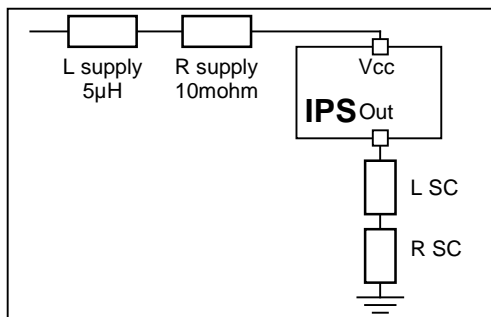 L supply
5µH
R supply
10mohm
Vcc
IPS Out
L SC
R SC